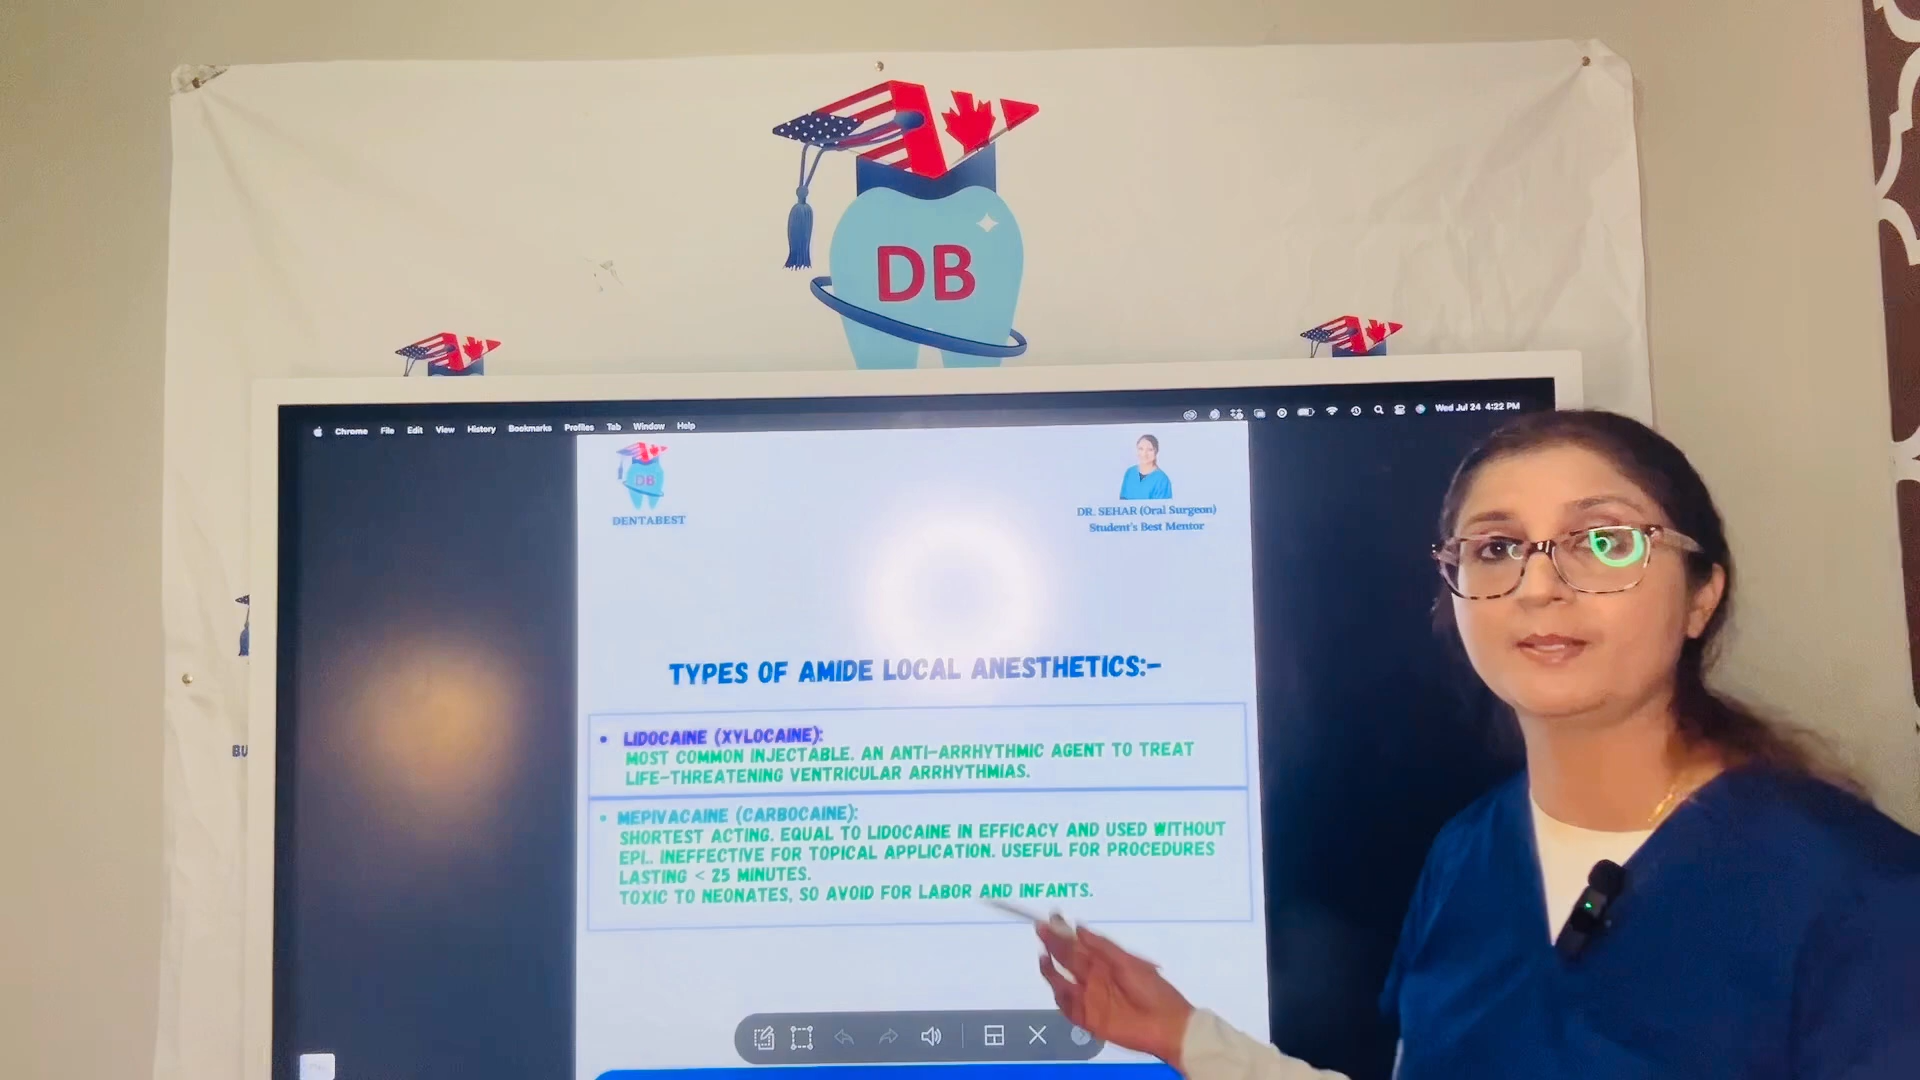 DB
Chrome File Edit View History Bookmarks Profiles Tab Window Help
Wed Jul 24 4:22 PM
DB
DENTABEST
DR. SEHAR (Oral Surgeon)
Student's Best Mentor
TYPES OF AMIDE LOCAL ANESTHETICS:-
• LIDOCAINE (XYLOCAINE):
MOST COMMON INJECTABLE. AN ANTI-ARRHYTHMIC AGENT TO TREAT
LIFE-THREATENING VENTRICULAR ARRHYTHMIAS.
• MEPIVACAINE (CARBOCAINE):
SHORTEST ACTING. EQUAL TO LIDOCAINE IN EFFICACY AND USED WITHOUT
EPI.. INEFFECTIVE FOR TOPICAL APPLICATION. USEFUL FOR PROCEDURES
LASTING < 25 MINUTES.
TOXIC TO NEONATES, SO AVOID FOR LABOR AND INFANTS.
BU